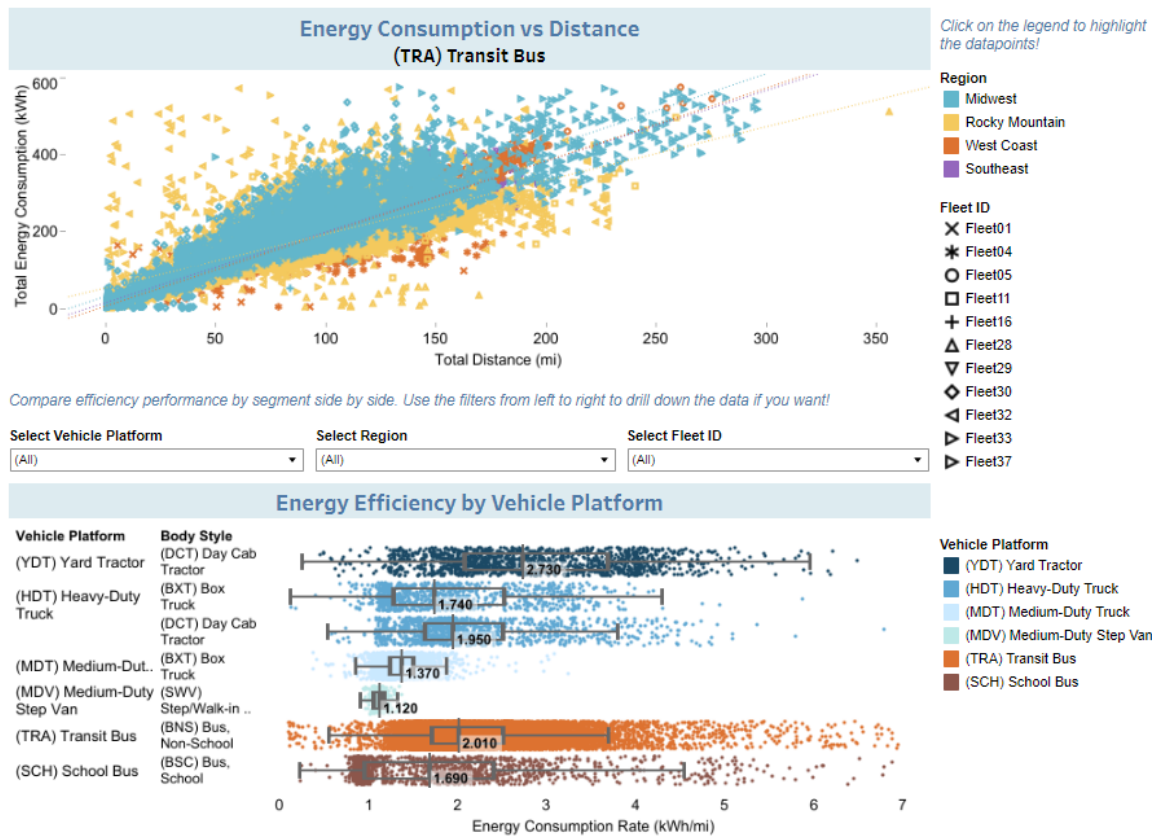 Energy Consumption vs Distance
(TRA) Transit Bus
Click on the legend to highlight
the datapoints!
Total Energy Consumption (kWh)
600
400
200
0
0 50 100 150 200 250 300 350
Total Distance (mi)
Region
Midwest
Rocky Mountain
West Coast
Southeast
Fleet ID
Fleet01
Fleet04
Fleet05
Fleet11
Fleet16
Fleet28
Fleet29
Fleet30
Fleet32
Fleet33
Fleet37
Compare efficiency performance by segment side by side. Use the filters from left to right to drill down the data if you want!
Select Vehicle Platform
(All)
Select Region
(All)
Select Fleet ID
(All)
Energy Efficiency by Vehicle Platform
Vehicle Platform Body Style
(YDT) Yard Tractor
(DCT) Day Cab
Tractor
2.730
(HDT) Heavy-Duty
Truck
(BXT) Box
Truck
1.740
(DCT) Day Cab
Tractor
1.950
(MDT) Medium-Dut..
(BXT) Box
Truck
1.370
(MDV) Medium-Duty
Step Van
(SWV)
Step/Walk-in ..
1.120
(TRA) Transit Bus
(BNS) Bus,
Non-School
2.010
(SCH) School Bus
(BSC) Bus,
School
1.690
0 1 2 3 4 5 6 7
Energy Consumption Rate (kWh/mi)
Vehicle Platform
(YDT) Yard Tractor
(HDT) Heavy-Duty Truck
(MDT) Medium-Duty Truck
(MDV) Medium-Duty Step Van
(TRA) Transit Bus
(SCH) School Bus